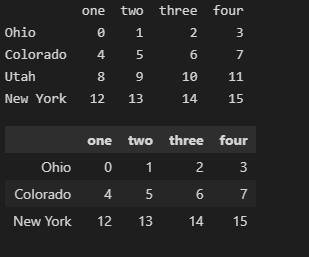 one two three four
Ohio 0 1 2 3
Colorado 4 5 6 7
Utah 8 9 10 11
New York 12 13 14 15
one two three four
Ohio 0 1 2 3
Colorado 4 5 6 7
New York 12 13 14 15